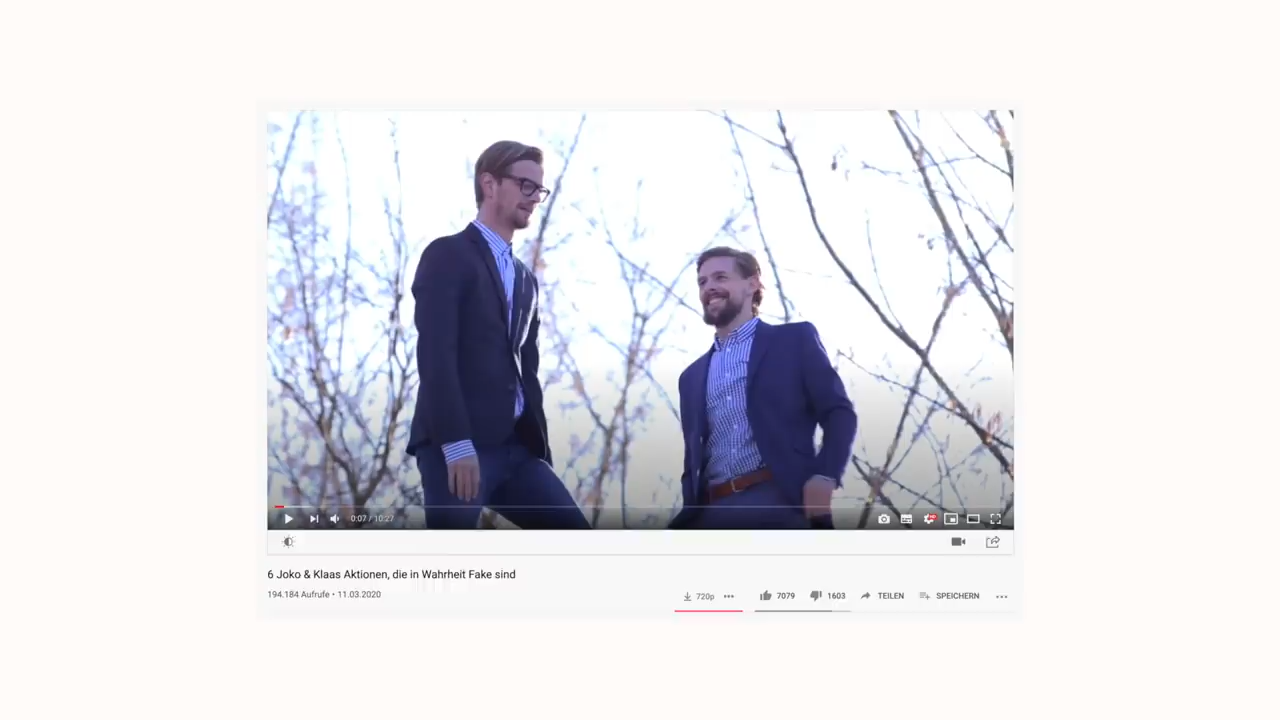 0:07 / 10:27
6 Joko & Klaas Aktionen, die in Wahrheit Fake sind
194.184 Aufrufe • 11.03.2020
720p
7079
1603
TEILEN
SPEICHERN